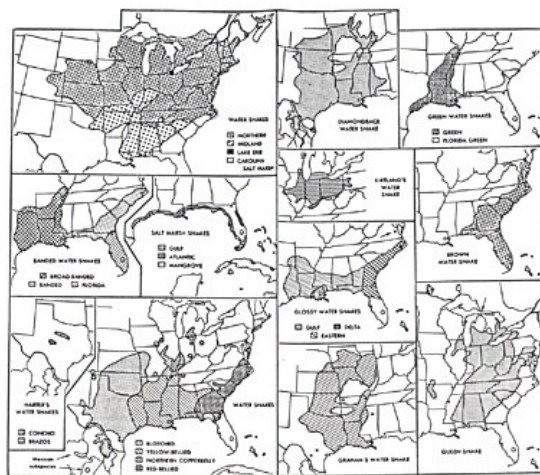 WATER SNAKES
NORTHERN
MIDLAND
LAKE ERIE
CAROLINA
SALT MARSH
DIAMONDBACK
WATER SNAKE
GREEN WATER SNAKES
GREEN
FLORIDA GREEN
KIRTLAND'S
WATER
SNAKE
BANDED WATER SNAKES
BROAD BANDED
BANDED
FLORIDA
SALT MARSH SNAKES
GULF
ATLANTIC
MANGROVE
BROWN
WATER SNAKE
GLOSSY WATER SNAKES
GULF
DELTA
EASTERN
HARTER'S
WATER SNAKES
CONCHO
BRAZOS
Mexican
subspecies
WATER SNAKES
BLOTCHED
YELLOW-BELLIED
NORTHERN COPPERBELLY
RED-BELLIED
GRAHAM'S WATER SNAKE
QUEEN SNAKE